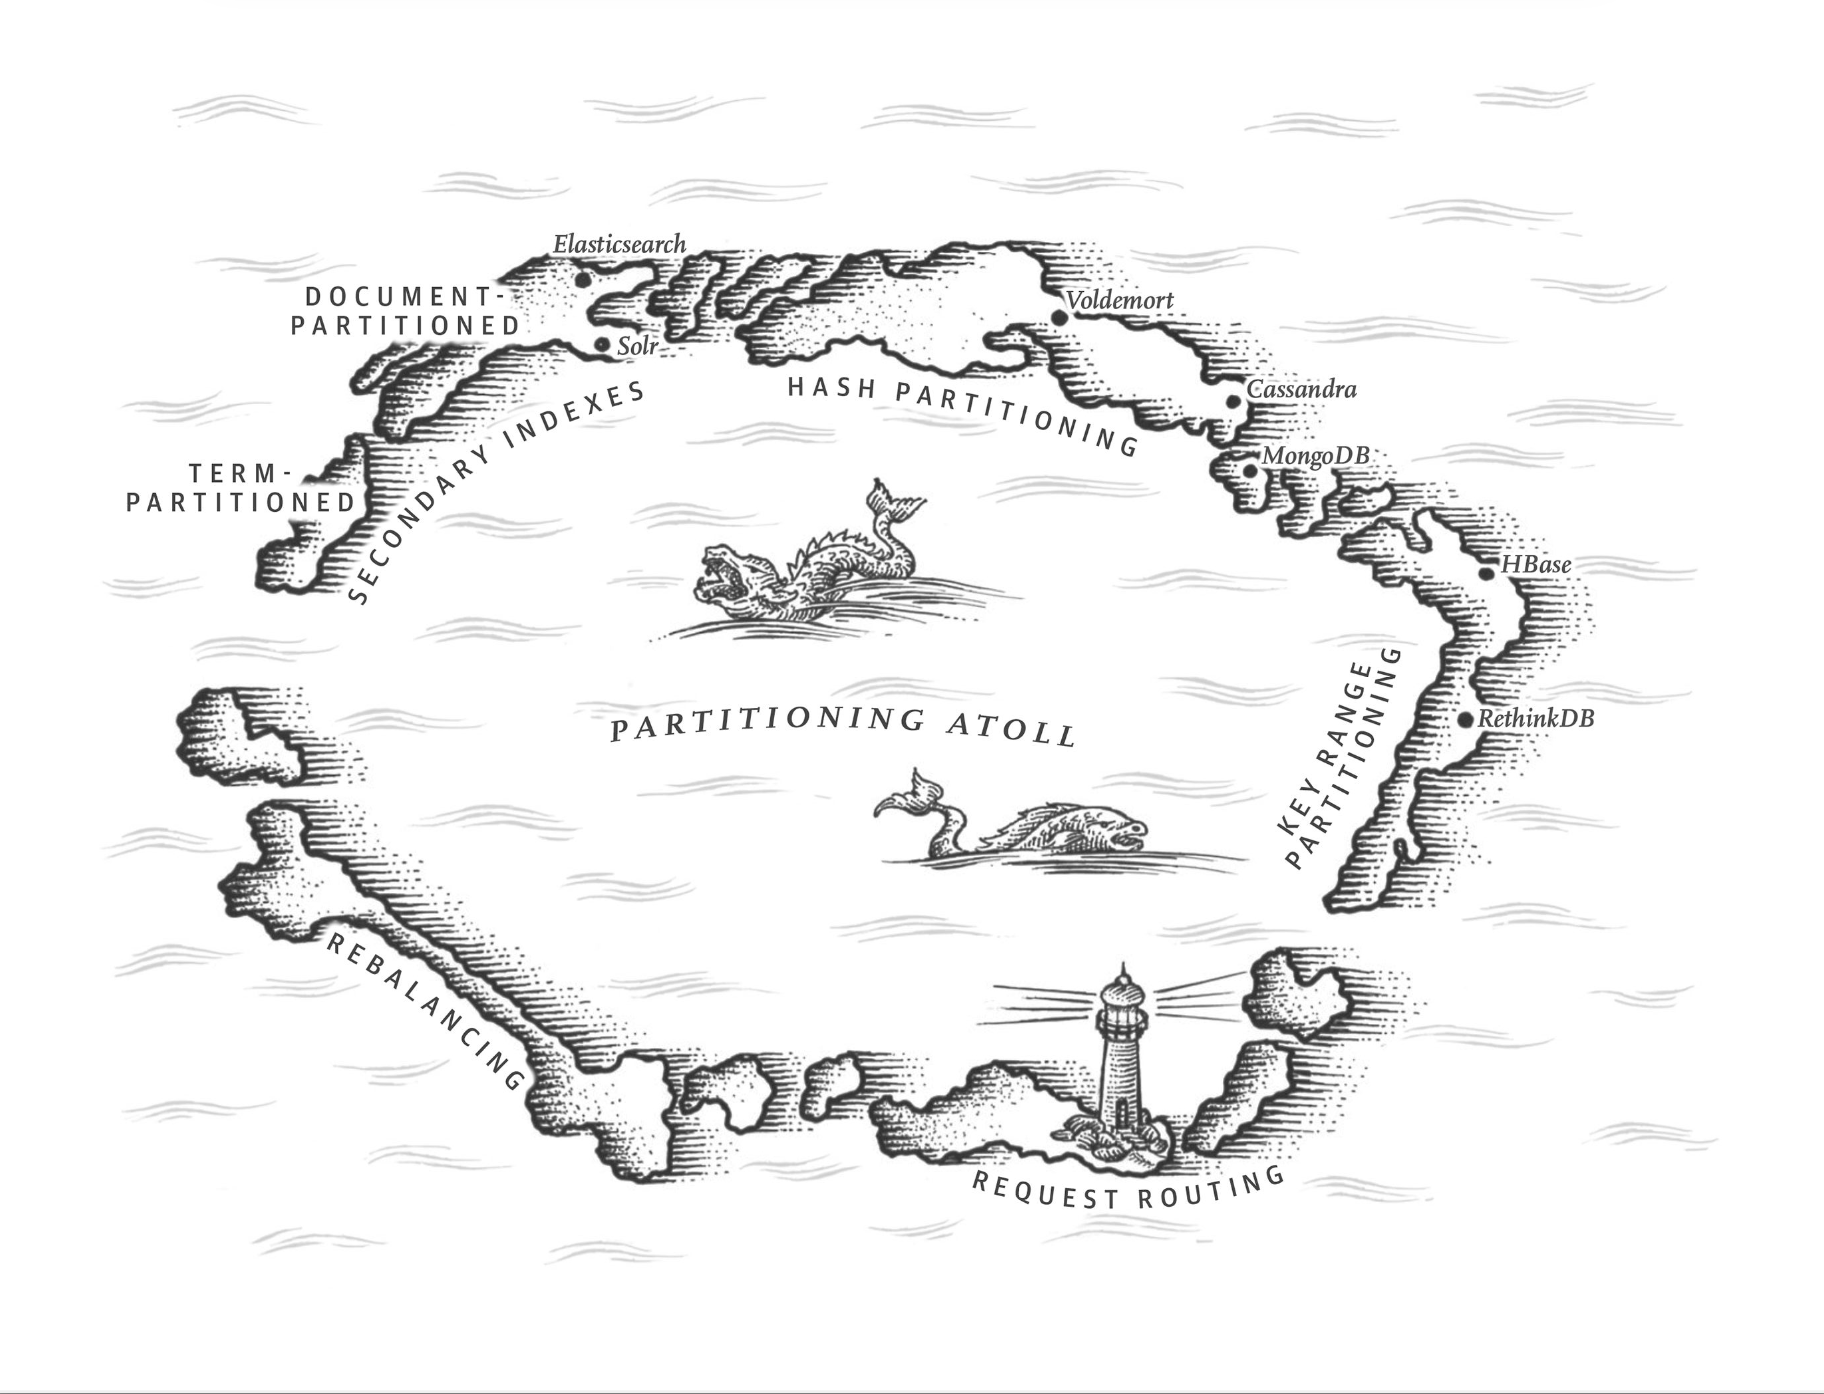 Elasticsearch
DOCUMENT-
PARTITIONED
Voldemort
Solr
HASH PARTITIONING
Cassandra
SECONDARY INDEXES
MongoDB
TERM-
PARTITIONED
HBase
KEY RANGE
PARTITIONING
RethinkDB
PARTITIONING ATOLL
REBALANCING
REQUEST ROUTING